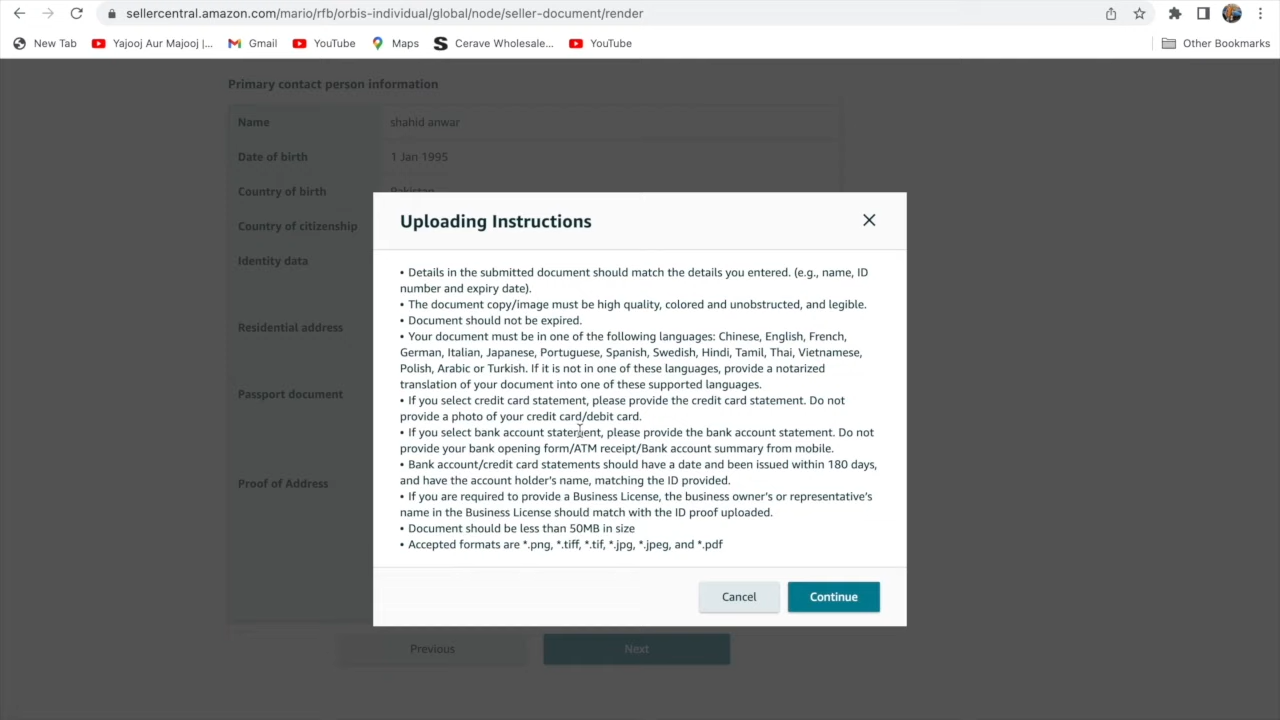 sellercentral.amazon.com/mario/rfb/orbis-individual/global/node/seller-document/render
New Tab Yajooj Aur Majooj |... Gmail YouTube Maps Cerave Wholesale... YouTube Other Bookmarks
Primary contact person information
Name shahid anwar
Date of birth 1 Jan 1995
Country of birth Pakistan
Country of citizenship
Identity data
Residential address
Passport document
Proof of Address
Uploading Instructions
• Details in the submitted document should match the details you entered. (e.g., name, ID
number and expiry date).
• The document copy/image must be high quality, colored and unobstructed, and legible.
• Document should not be expired.
• Your document must be in one of the following languages: Chinese, English, French,
German, Italian, Japanese, Portuguese, Spanish, Swedish, Hindi, Tamil, Thai, Vietnamese,
Polish, Arabic or Turkish. If it is not in one of these languages, provide a notarized
translation of your document into one of these supported languages.
• If you select credit card statement, please provide the credit card statement. Do not
provide a photo of your credit card/debit card.
• If you select bank account statement, please provide the bank account statement. Do not
provide your bank opening form/ATM receipt/Bank account summary from mobile.
• Bank account/credit card statements should have a date and been issued within 180 days,
and have the account holder's name, matching the ID provided.
• If you are required to provide a Business License, the business owner's or representative's
name in the Business License should match with the ID proof uploaded.
• Document should be less than 50MB in size
• Accepted formats are *.png, *.tiff, *.tif, *.jpg, *.jpeg, and *.pdf
Cancel Continue
Previous Next